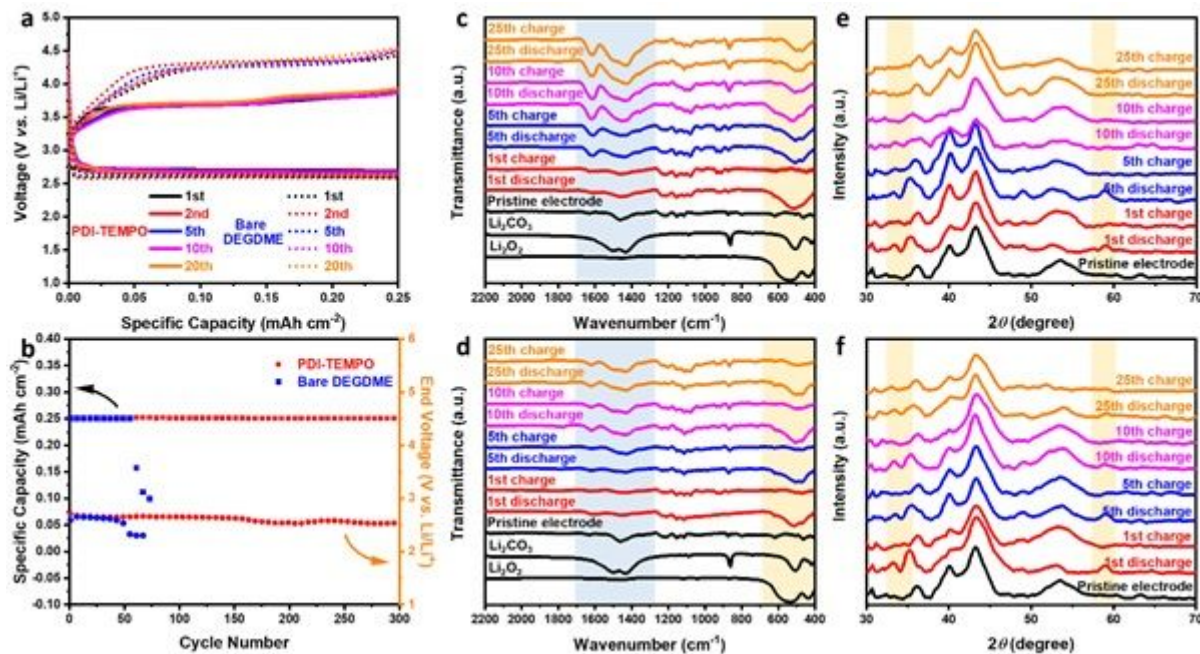 a
5.0
4.5
4.0
3.5
3.0
2.5
2.0
1.5
1.0
Voltage (V vs. Li/Li⁺)
1st 1st
2nd 2nd
PDI-TEMPO 5th Bare DEGDME 5th
10th 10th
20th 20th
0.00 0.05 0.10 0.15 0.20 0.25
Specific Capacity (mAh cm⁻²)
b
0.40
0.35
0.30
0.25
0.20
0.15
0.10
0.05
0.00
-0.05
-0.10
Specific Capacity (mAh cm⁻²)
PDI-TEMPO
Bare DEGDME
6
5
4
3
2
1
End Voltage (V vs. Li/Li⁺)
0 50 100 150 200 250 300
Cycle Number
c
Transmittance (a.u.)
25th charge
25th discharge
10th charge
10th discharge
5th charge
5th discharge
1st charge
1st discharge
Pristine electrode
Li₂CO₃
Li₂O₂
2200 2000 1800 1600 1400 1200 1000 800 600 400
Wavenumber (cm⁻¹)
d
Transmittance (a.u.)
25th charge
25th discharge
10th charge
10th discharge
5th charge
5th discharge
1st charge
1st discharge
Pristine electrode
Li₂CO₃
Li₂O₂
2200 2000 1800 1600 1400 1200 1000 800 600 400
Wavenumber (cm⁻¹)
e
Intensity (a.u.)
25th charge
25th discharge
10th charge
10th discharge
5th charge
5th discharge
1st charge
1st discharge
Pristine electrode
30 40 50 60 70
2θ (degree)
f
Intensity (a.u.)
25th charge
25th discharge
10th charge
10th discharge
5th charge
5th discharge
1st charge
1st discharge
Pristine electrode
30 40 50 60 70
2θ (degree)